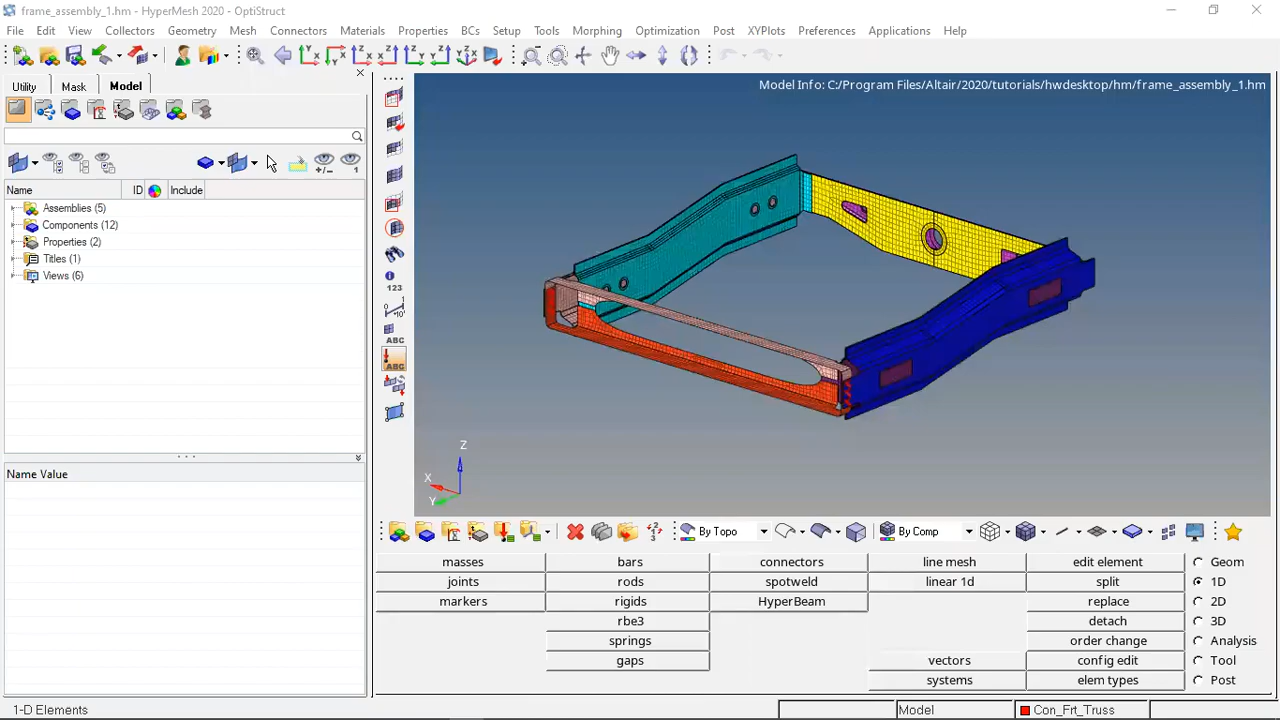 frame_assembly_1.hm - HyperMesh 2020 - OptiStruct
File Edit View Collectors Geometry Mesh Connectors Materials Properties BCs Setup Tools Morphing Optimization Post XYPlots Preferences Applications Help
Utility Mask Model
Name ID Include
Assemblies (5)
Components (12)
Properties (2)
Titles (1)
Views (6)
Name Value
123
ABC
ABC
Model Info: C:/Program Files/Altair/2020/tutorials/hwdesktop/hm/frame_assembly_1.hm
Z
X
Y
By Topo By Comp
masses bars connectors line mesh edit element Geom
joints rods spotweld linear 1d split 1D
markers rigids HyperBeam replace 2D
rbe3 detach 3D
springs order change Analysis
gaps vectors config edit Tool
systems elem types Post
1-D Elements Model Con_Frt_Truss